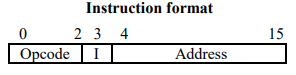 Instruction format
0 2 3 4 15
Opcode I Address